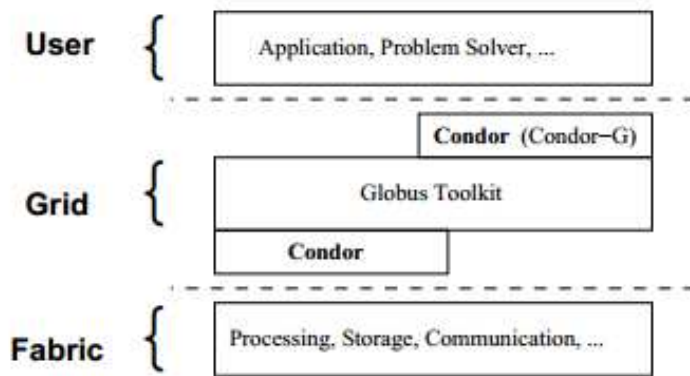 User
Application, Problem Solver, ...
Condor (Condor−G)
Grid
Globus Toolkit
Condor
Fabric
Processing, Storage, Communication, ...